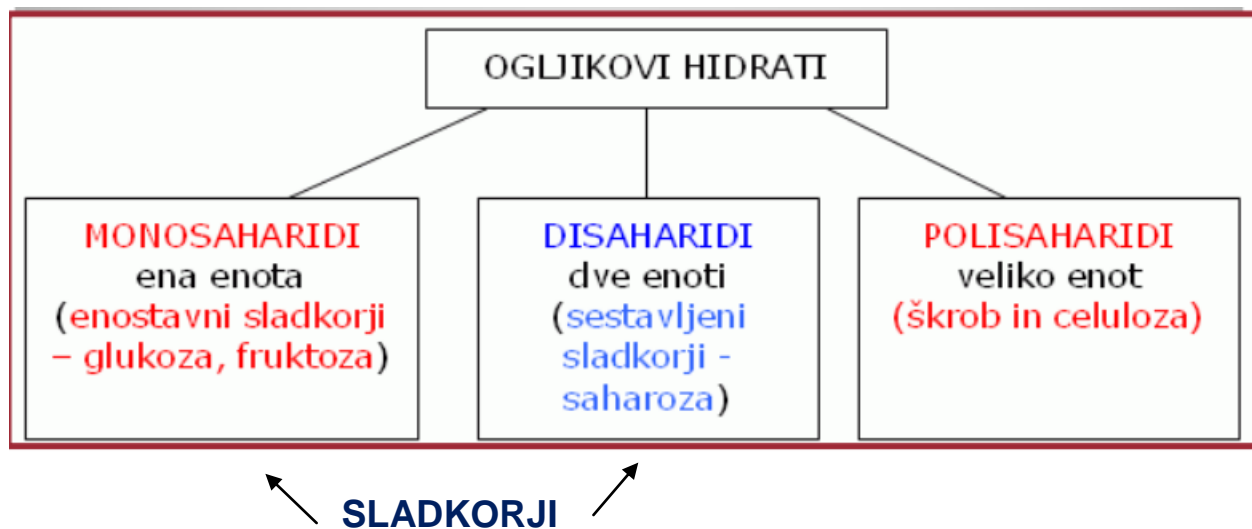 OGLJIKOVI HIDRATI
MONOSAHARIDI
ena enota
(enostavni sladkorji
– glukoza, fruktoza)
DISAHARIDI
dve enoti
(sestavljeni
sladkorji -
saharoza)
POLISAHARIDI
veliko enot
(škrob in celuloza)
SLADKORJI